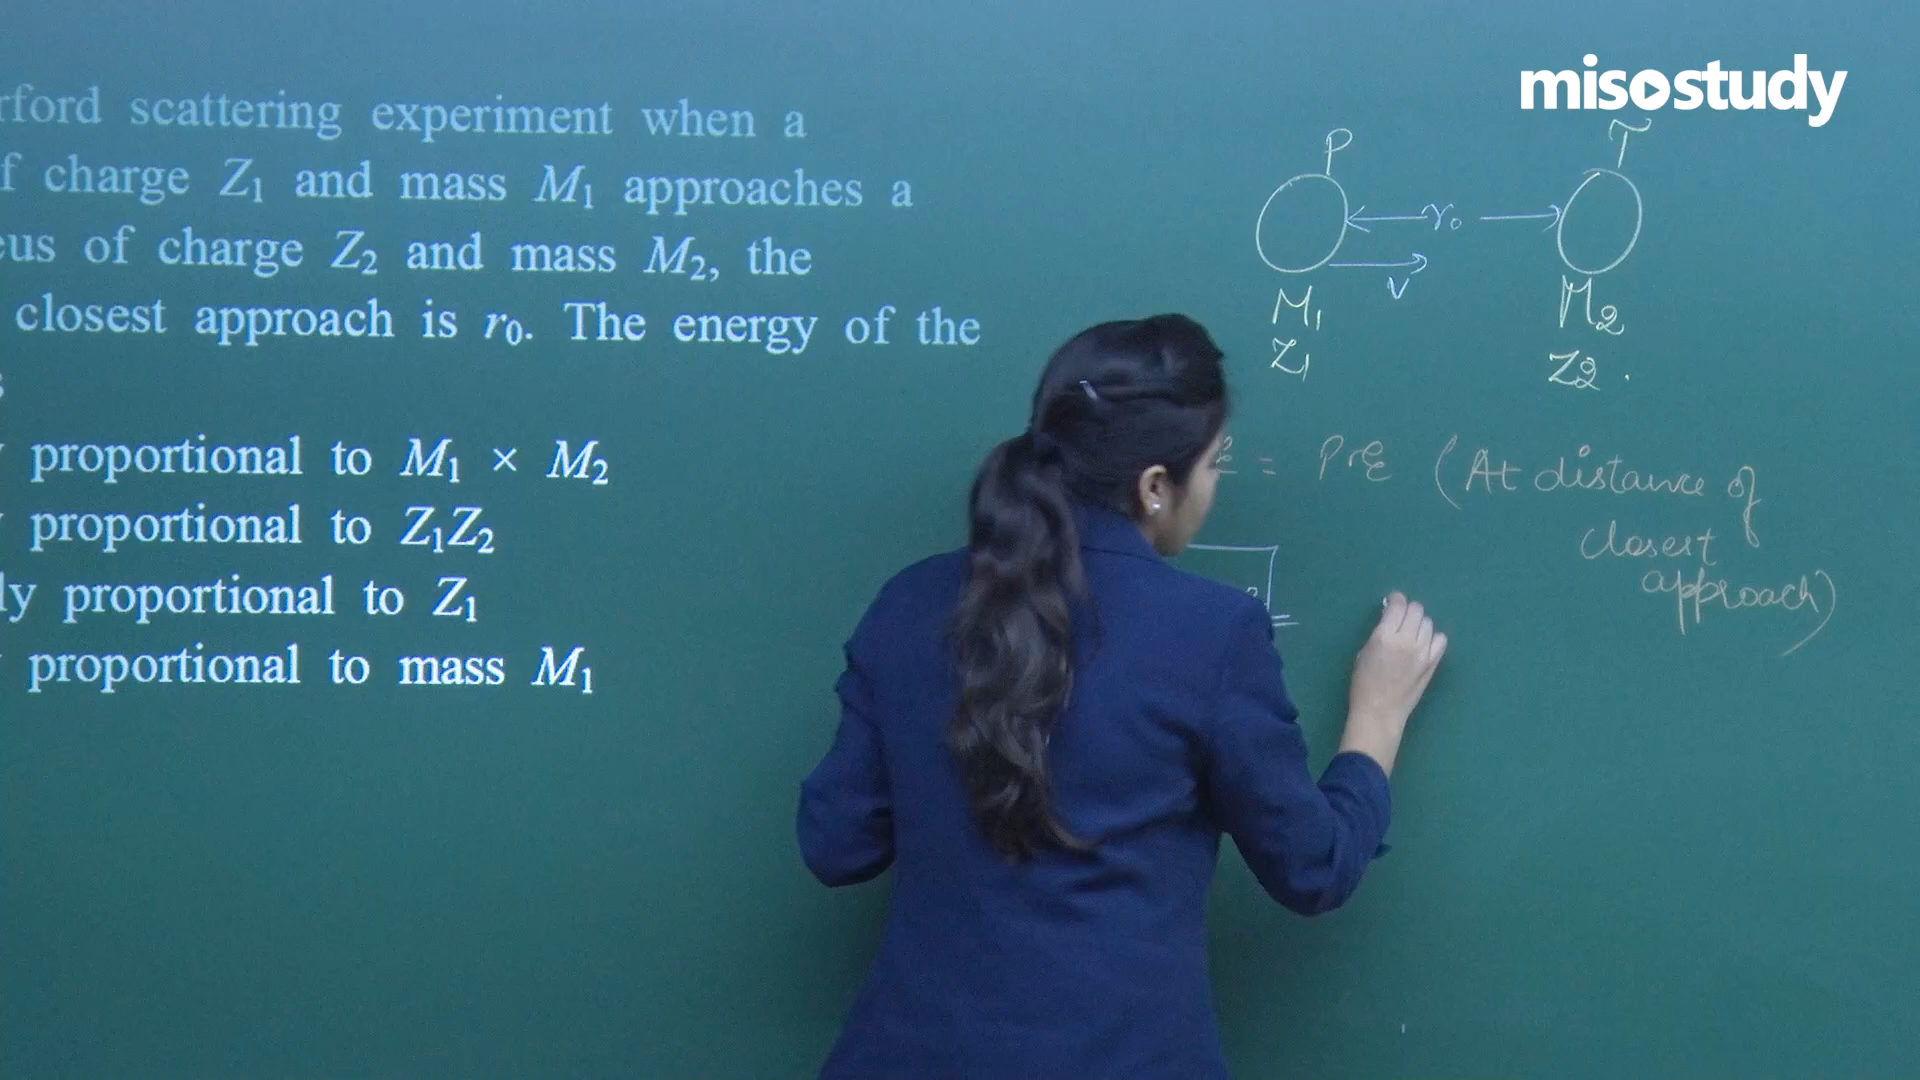 misostudy
rford scattering experiment when a
f charge Z₁ and mass M₁ approaches a
eus of charge Z₂ and mass M₂, the
closest approach is r₀. The energy of the
s
proportional to M₁ × M₂
proportional to Z₁Z₂
ly proportional to Z₁
proportional to mass M₁
P T
r₀
v
M₁ M₂
Z₁ Z₂ .
= P.E (At distance of
closest
approach)